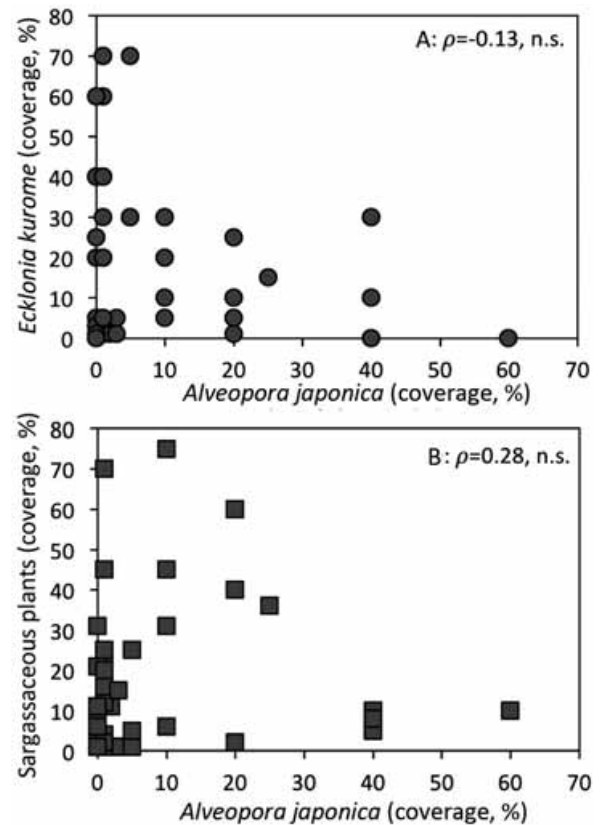 80
70
60
50
40
30
20
10
0
Ecklonia kurome (coverage, %)
A: ρ=-0.13, n.s.
0 10 20 30 40 50 60 70
Alveopora japonica (coverage, %)
80
70
60
50
40
30
20
10
0
Sargassaceous plants (coverage, %)
B: ρ=0.28, n.s.
0 10 20 30 40 50 60 70
Alveopora japonica (coverage, %)